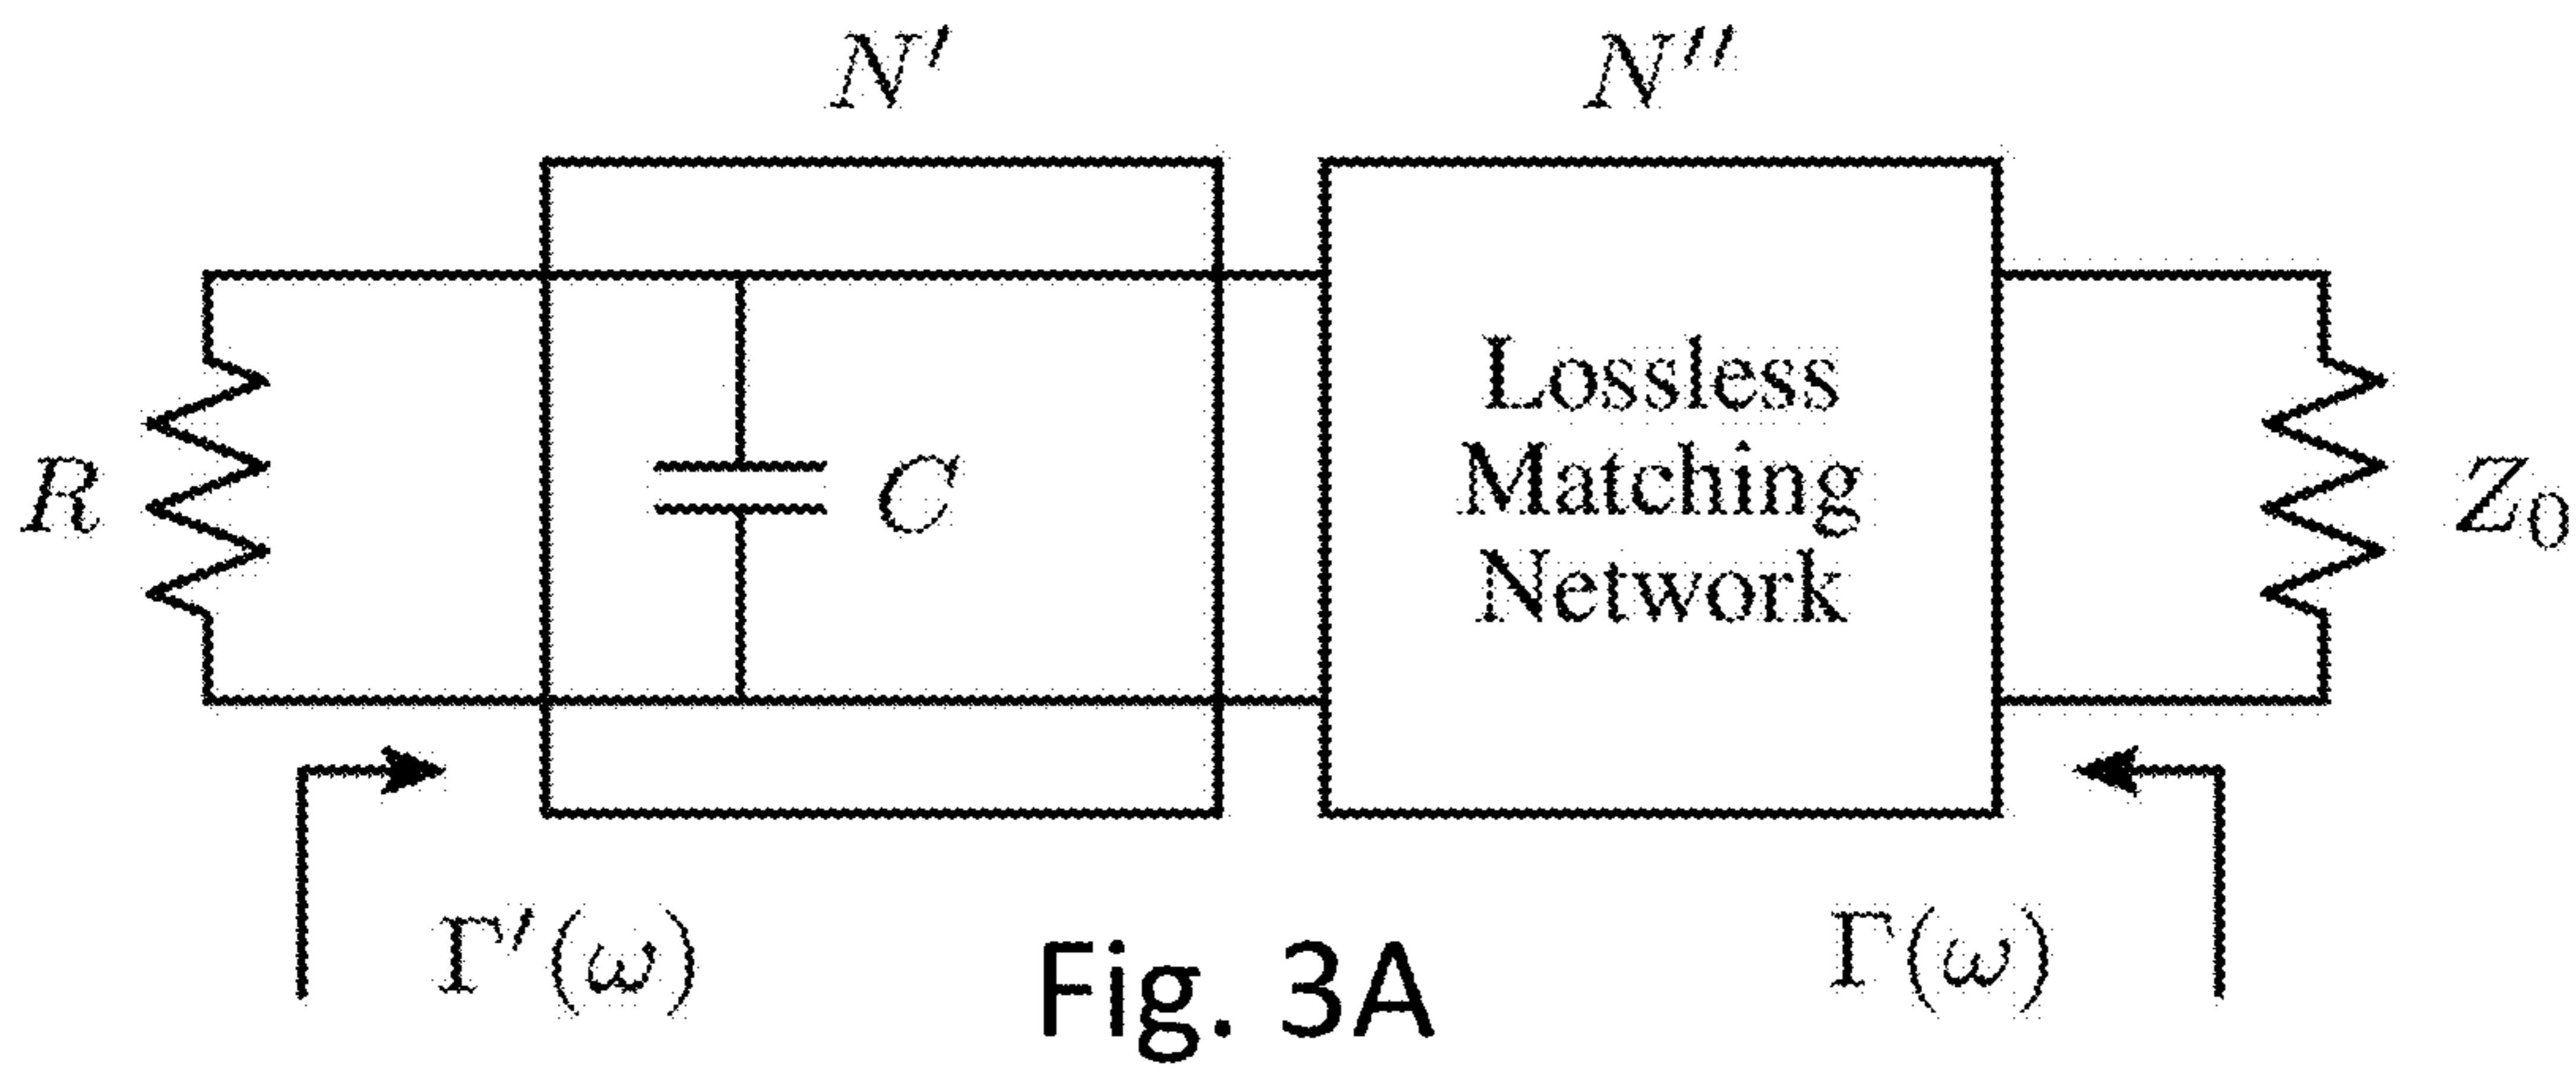 N′ N″
R C Lossless
Matching
Network Z₀
Γ′(ω) Γ(ω)
Fig. 3A